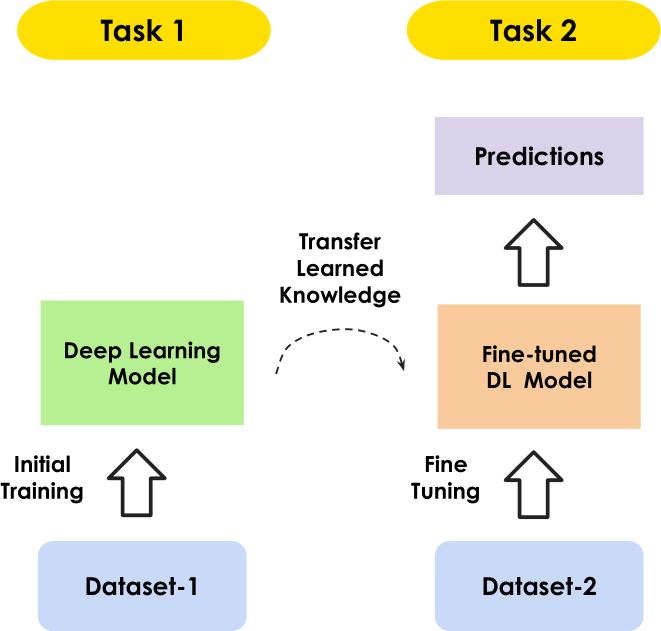 Task 1
Task 2
Predictions
Transfer
Learned
Knowledge
Deep Learning
Model
Fine-tuned
DL Model
Initial
Training
Fine
Tuning
Dataset-1
Dataset-2